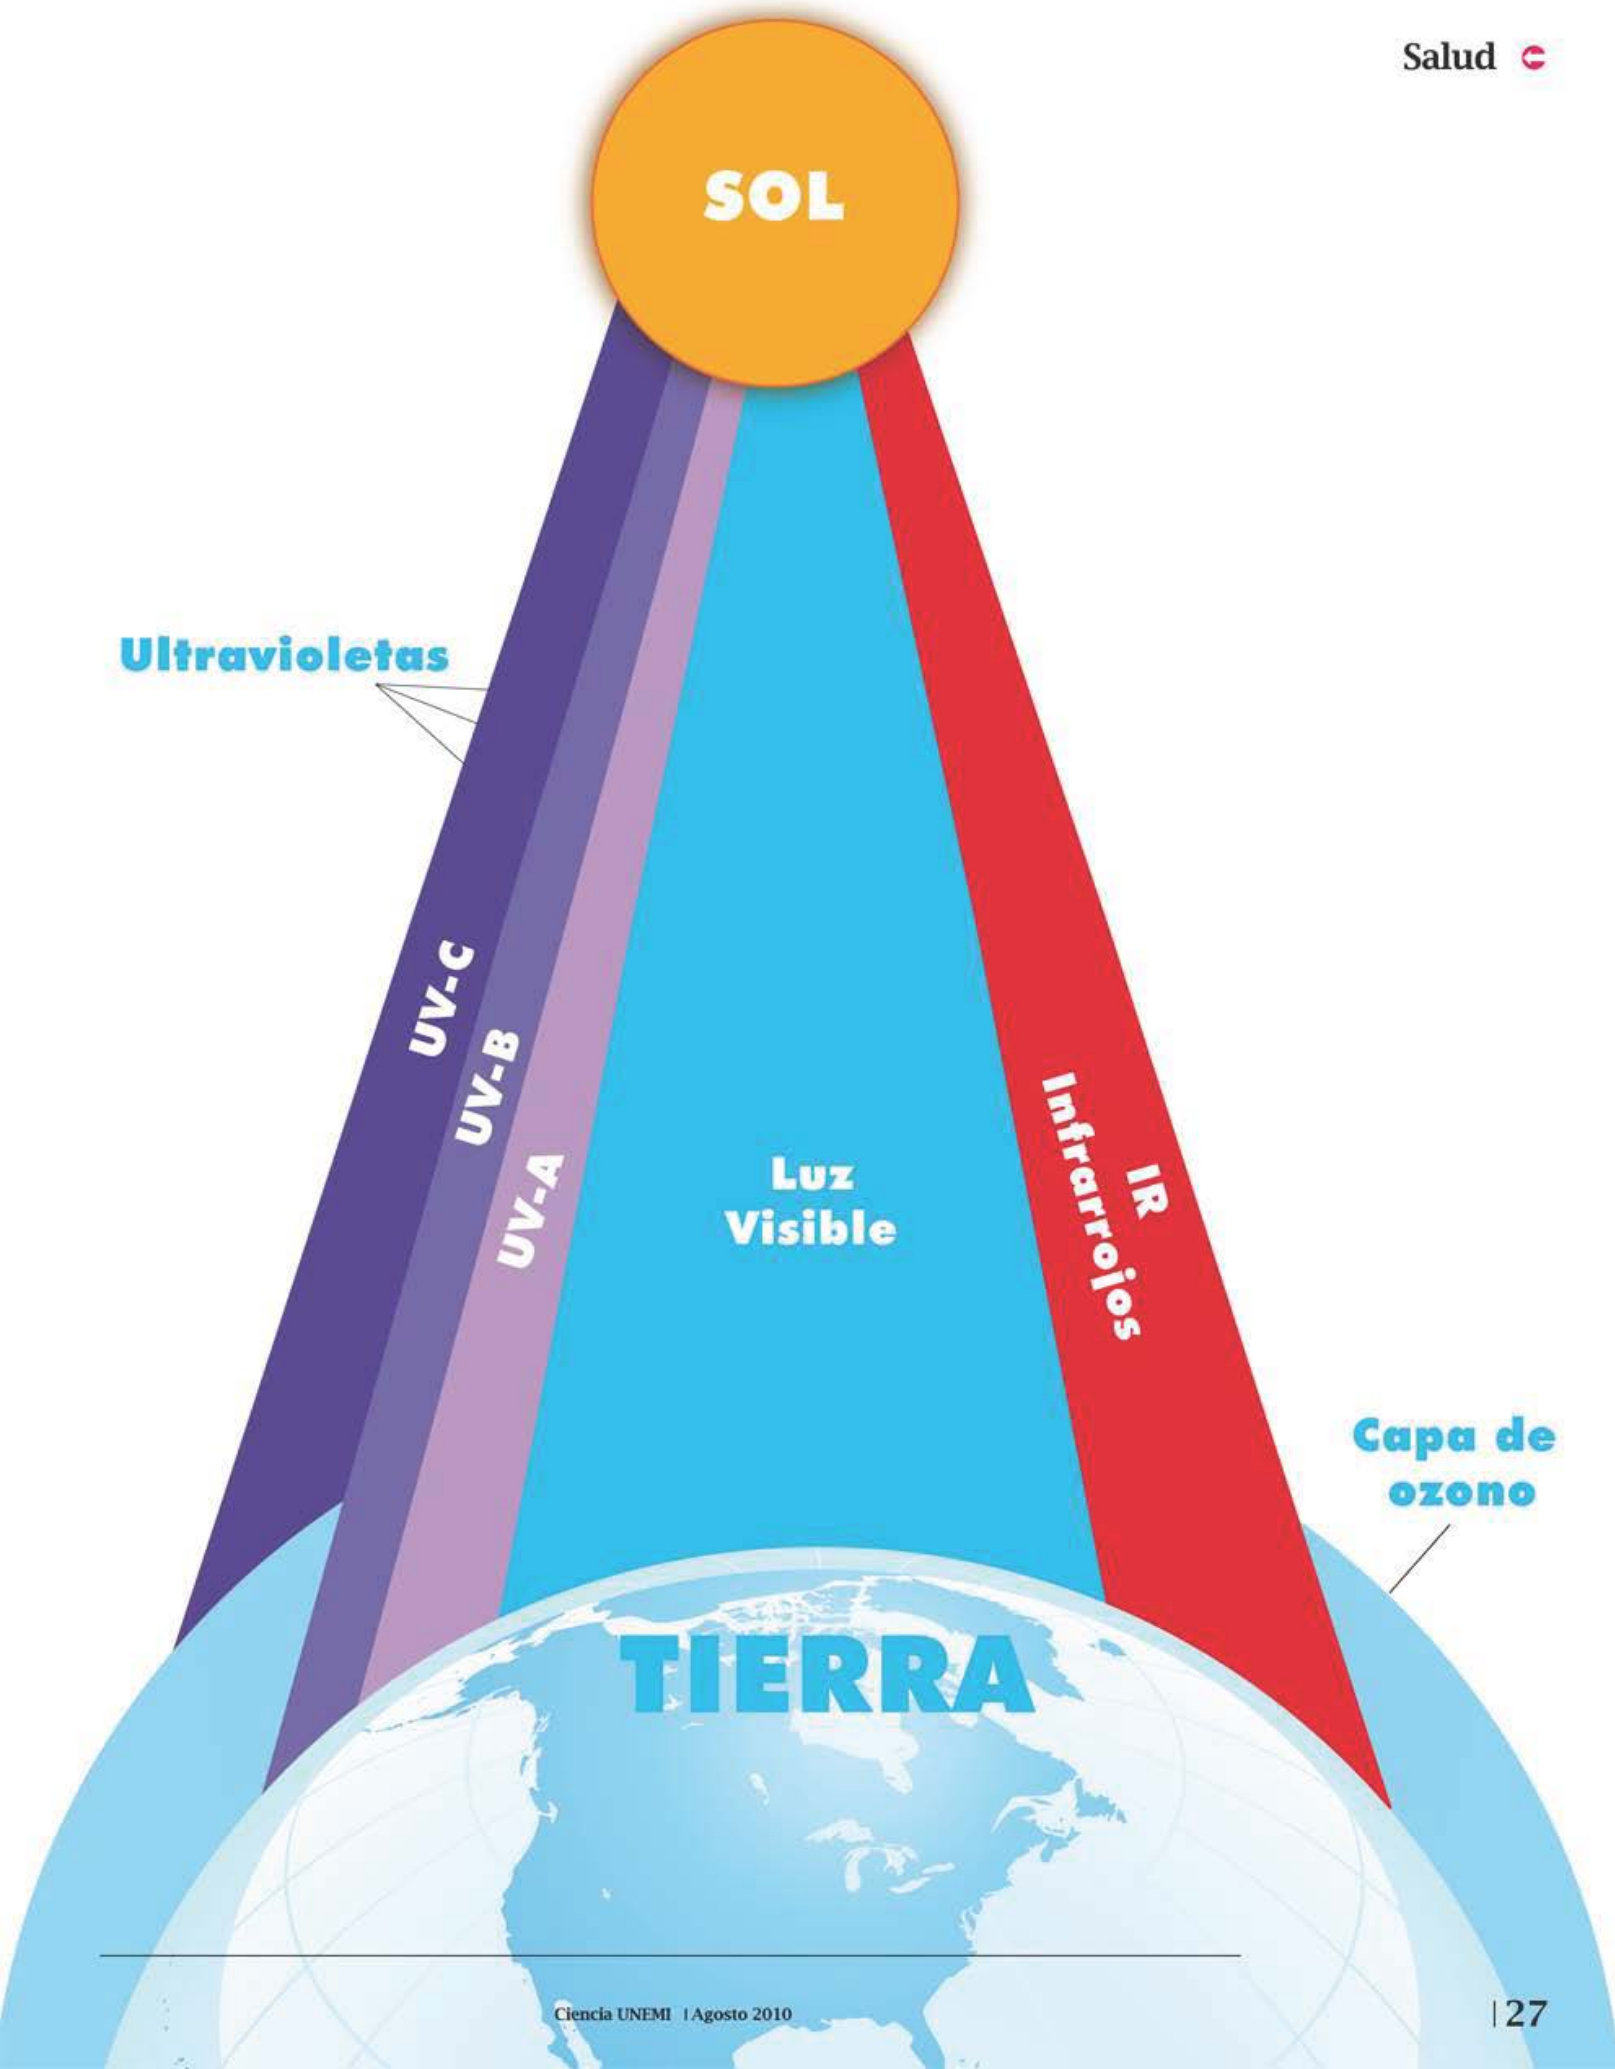 Salud
SOL
Ultravioletas
UV-C
UV-B
UV-A
Luz
Visible
IR
Infrarrojos
Capa de
ozono
TIERRA
Ciencia UNEMI | Agosto 2010
|27